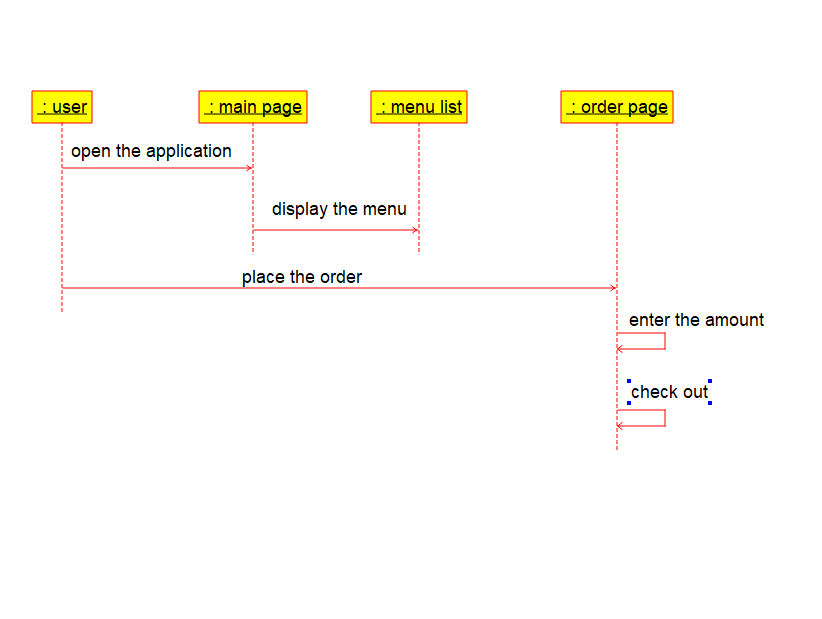 : user
: main page
: menu list
: order page
open the application
display the menu
place the order
enter the amount
check out